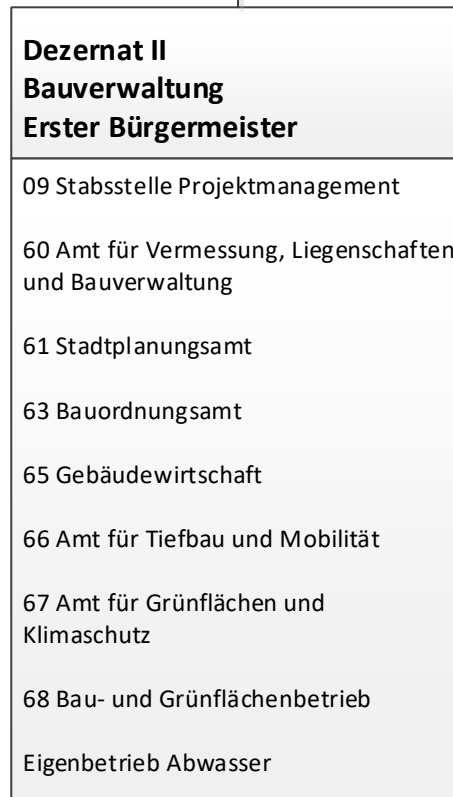 Dezernat II
Bauverwaltung
Erster Bürgermeister
09 Stabsstelle Projektmanagement
60 Amt für Vermessung, Liegenschaften
und Bauverwaltung
61 Stadtplanungsamt
63 Bauordnungsamt
65 Gebäudewirtschaft
66 Amt für Tiefbau und Mobilität
67 Amt für Grünflächen und
Klimaschutz
68 Bau- und Grünflächenbetrieb
Eigenbetrieb Abwasser